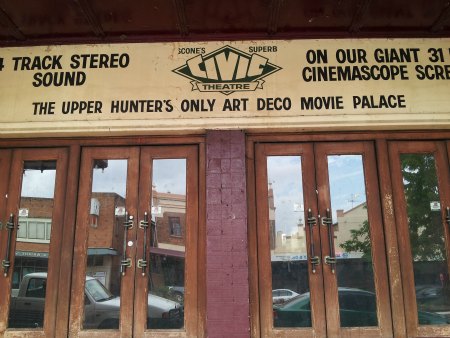 4 TRACK STEREO
SOUND
SCONE'S SUPERB
CIVIC
THEATRE
ON OUR GIANT 31
CINEMASCOPE SCRE
THE UPPER HUNTER'S ONLY ART DECO MOVIE PALACE